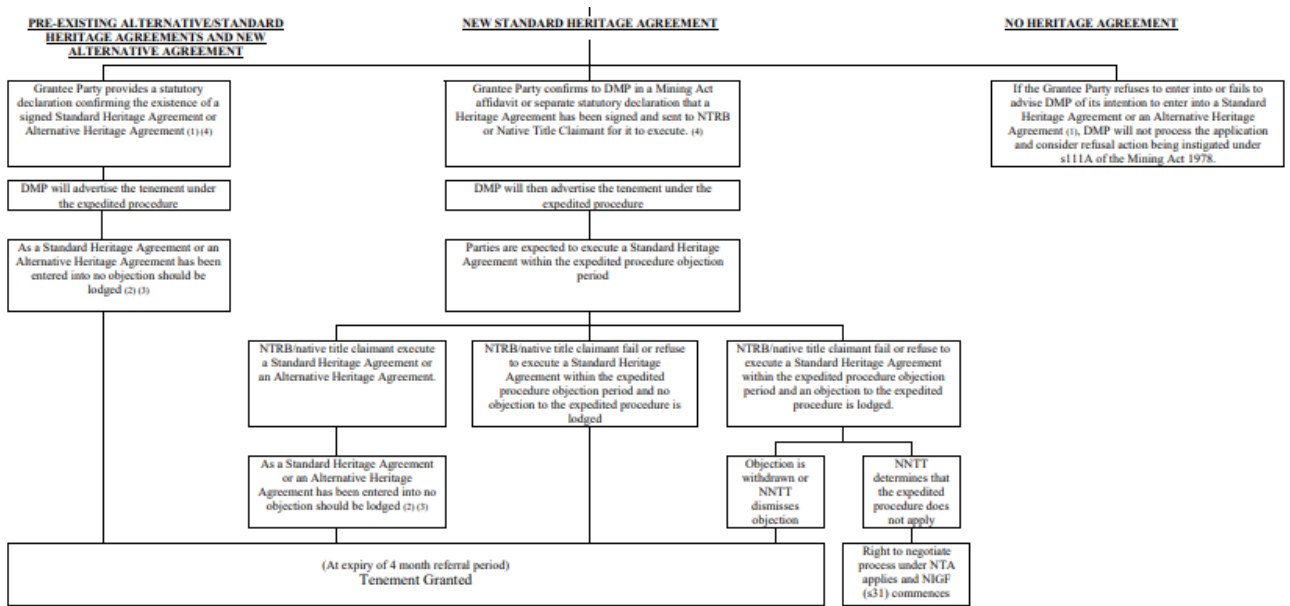 PRE-EXISTING ALTERNATIVE/STANDARD
HERITAGE AGREEMENTS AND NEW
ALTERNATIVE AGREEMENT
NEW STANDARD HERITAGE AGREEMENT
NO HERITAGE AGREEMENT
Grantee Party provides a statutory
declaration confirming the existence of a
signed Standard Heritage Agreement or
Alternative Heritage Agreement (1) (4)
Grantee Party confirms to DMP in a Mining Act
affidavit or separate statutory declaration that a
Heritage Agreement has been signed and sent to NTRB
or Native Title Claimant for it to execute. (4)
If the Grantee Party refuses to enter into or fails to
advise DMP of its intention to enter into a Standard
Heritage Agreement or an Alternative Heritage
Agreement (1), DMP will not process the application
and consider refusal action being instigated under
s111A of the Mining Act 1978.
DMP will advertise the tenement under
the expedited procedure
DMP will then advertise the tenement under the
expedited procedure
As a Standard Heritage Agreement or an
Alternative Heritage Agreement has been
entered into no objection should be
lodged (2) (3)
Parties are expected to execute a Standard Heritage
Agreement within the expedited procedure objection
period
NTRB/native title claimant execute
a Standard Heritage Agreement or
an Alternative Heritage Agreement.
NTRB/native title claimant fail or refuse
to execute a Standard Heritage
Agreement within the expedited
procedure objection period and no
objection to the expedited procedure is
lodged
NTRB/native title claimant fail or refuse to
execute a Standard Heritage Agreement
within the expedited procedure objection
period and an objection to the expedited
procedure is lodged.
As a Standard Heritage Agreement
or an Alternative Heritage
Agreement has been entered into no
objection should be lodged (2) (3)
Objection is
withdrawn or
NNTT
dismisses
objection
NNTT
determines that
the expedited
procedure does
not apply
(At expiry of 4 month referral period)
Tenement Granted
Right to negotiate
process under NTA
applies and NIGF
(s31) commences